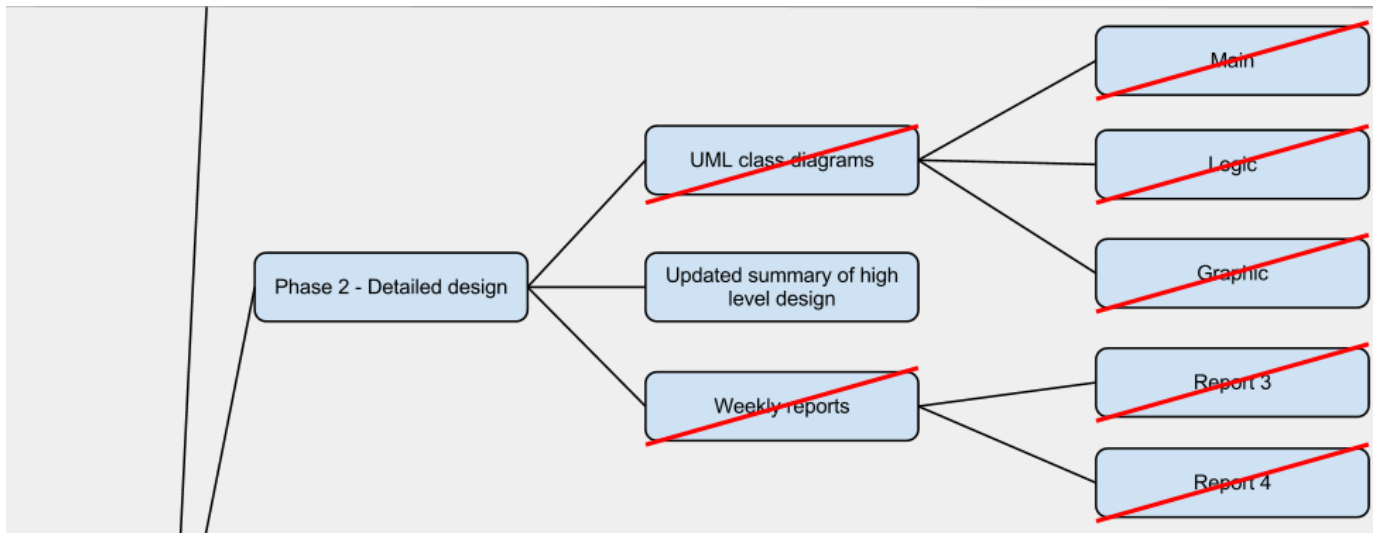 Main
UML class diagrams
Logic
Graphic
Phase 2 - Detailed design
Updated summary of high
level design
Weekly reports
Report 3
Report 4